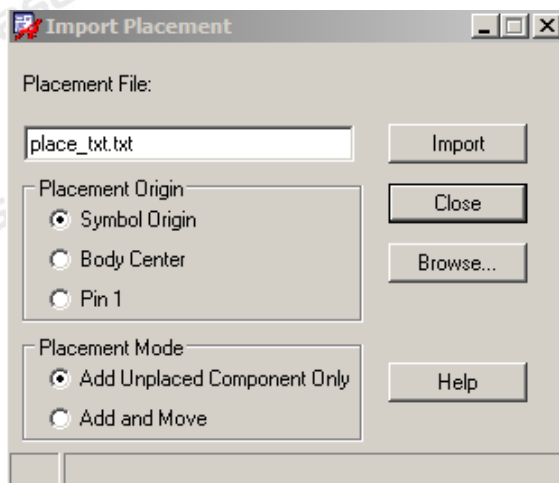 Import Placement
Placement File:
place_txt.txt
Import
Placement Origin
Symbol Origin
Close
Body Center
Browse...
Pin 1
Placement Mode
Add Unplaced Component Only
Help
Add and Move